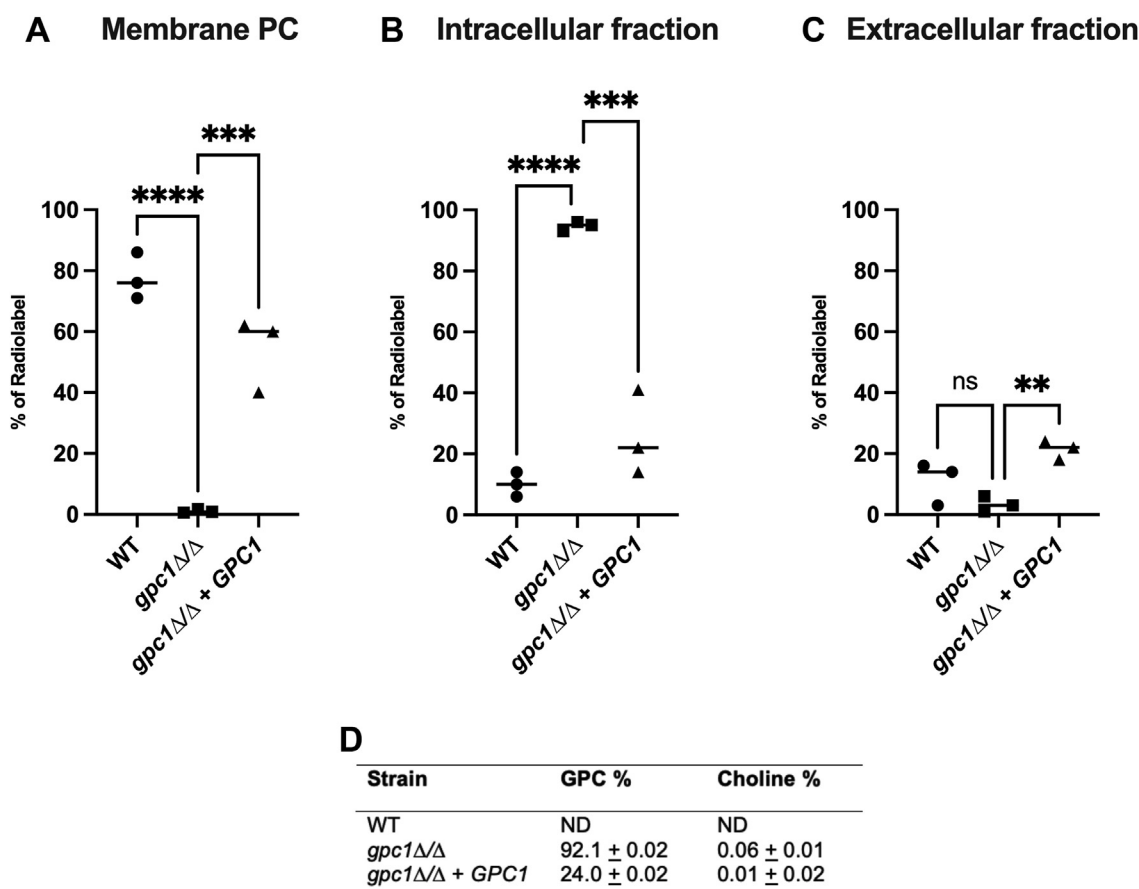 A Membrane PC
B Intracellular fraction
C Extracellular fraction
% of Radiolabel
100
80
60
40
20
0
✱✱✱✱
✱✱✱
WT
gpc1Δ/Δ
gpc1Δ/Δ + GPC1
% of Radiolabel
100
80
60
40
20
0
✱✱✱✱
✱✱✱
WT
gpc1Δ/Δ
gpc1Δ/Δ + GPC1
% of Radiolabel
100
80
60
40
20
0
ns
✱✱
WT
gpc1Δ/Δ
gpc1Δ/Δ + GPC1
D
Strain GPC % Choline %
WT ND ND
gpc1Δ/Δ 92.1 ± 0.02 0.06 ± 0.01
gpc1Δ/Δ + GPC1 24.0 ± 0.02 0.01 ± 0.02